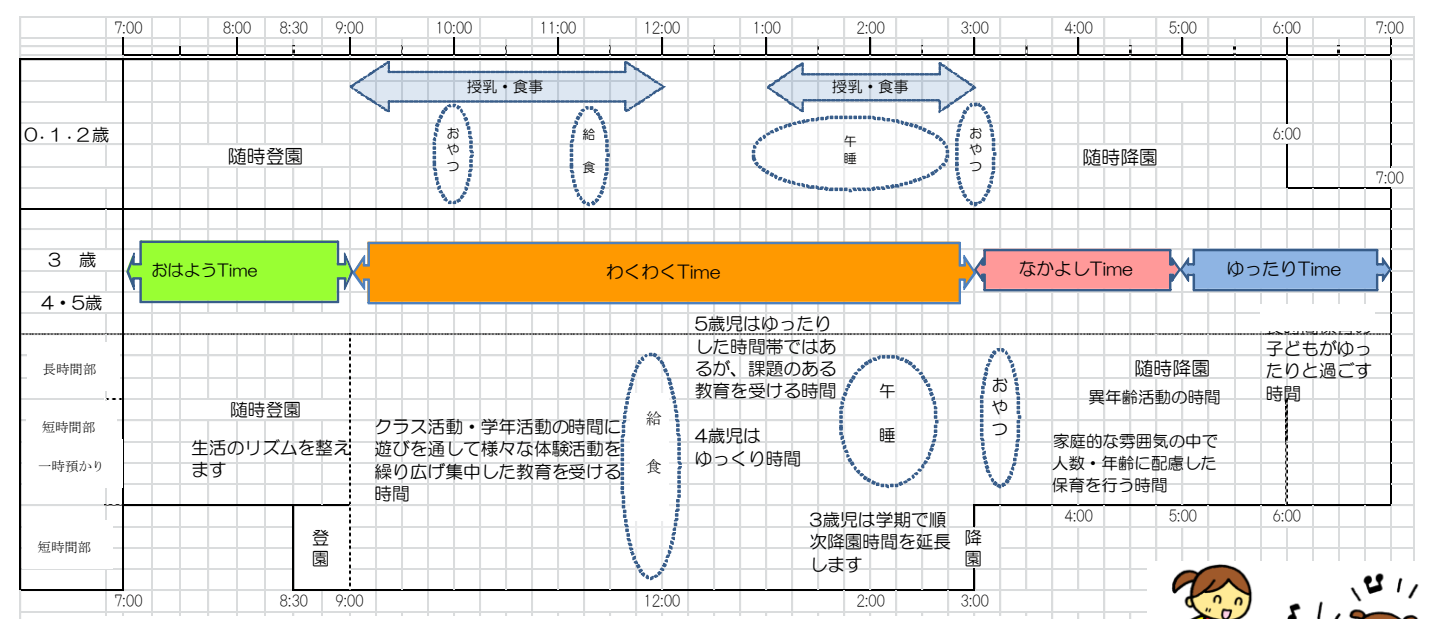 7:00 8:00 8:30 9:00 10:00 11:00 12:00 1:00 2:00 3:00 4:00 5:00 6:00 7:00
授乳・食事
授乳・食事
0・1・2歳
随時登園
おやつ
給食
午睡
おやつ
随時降園
6:00
7:00
3 歳
4・5歳
おはようTime
わくわくTime
なかよしTime
ゆったりTime
長時間部
短時間部
一時預かり
随時登園
生活のリズムを整え
ます
クラス活動・学年活動の時間に
遊びを通して様々な体験活動を
繰り広げ集中した教育を受ける
時間
給食
5歳児はゆったり
した時間帯ではあ
るが、課題のある
教育を受ける時間
4歳児は
ゆっくり時間
午睡
おやつ
随時降園
異年齢活動の時間
家庭的な雰囲気の中で
人数・年齢に配慮した
保育を行う時間
子どもがゆっ
たりと過ごす
時間
4:00 5:00 6:00
短時間部
登園
3歳児は学期で順
次降園時間を延長
します
降園
7:00 8:30 9:00 12:00 2:00 3:00